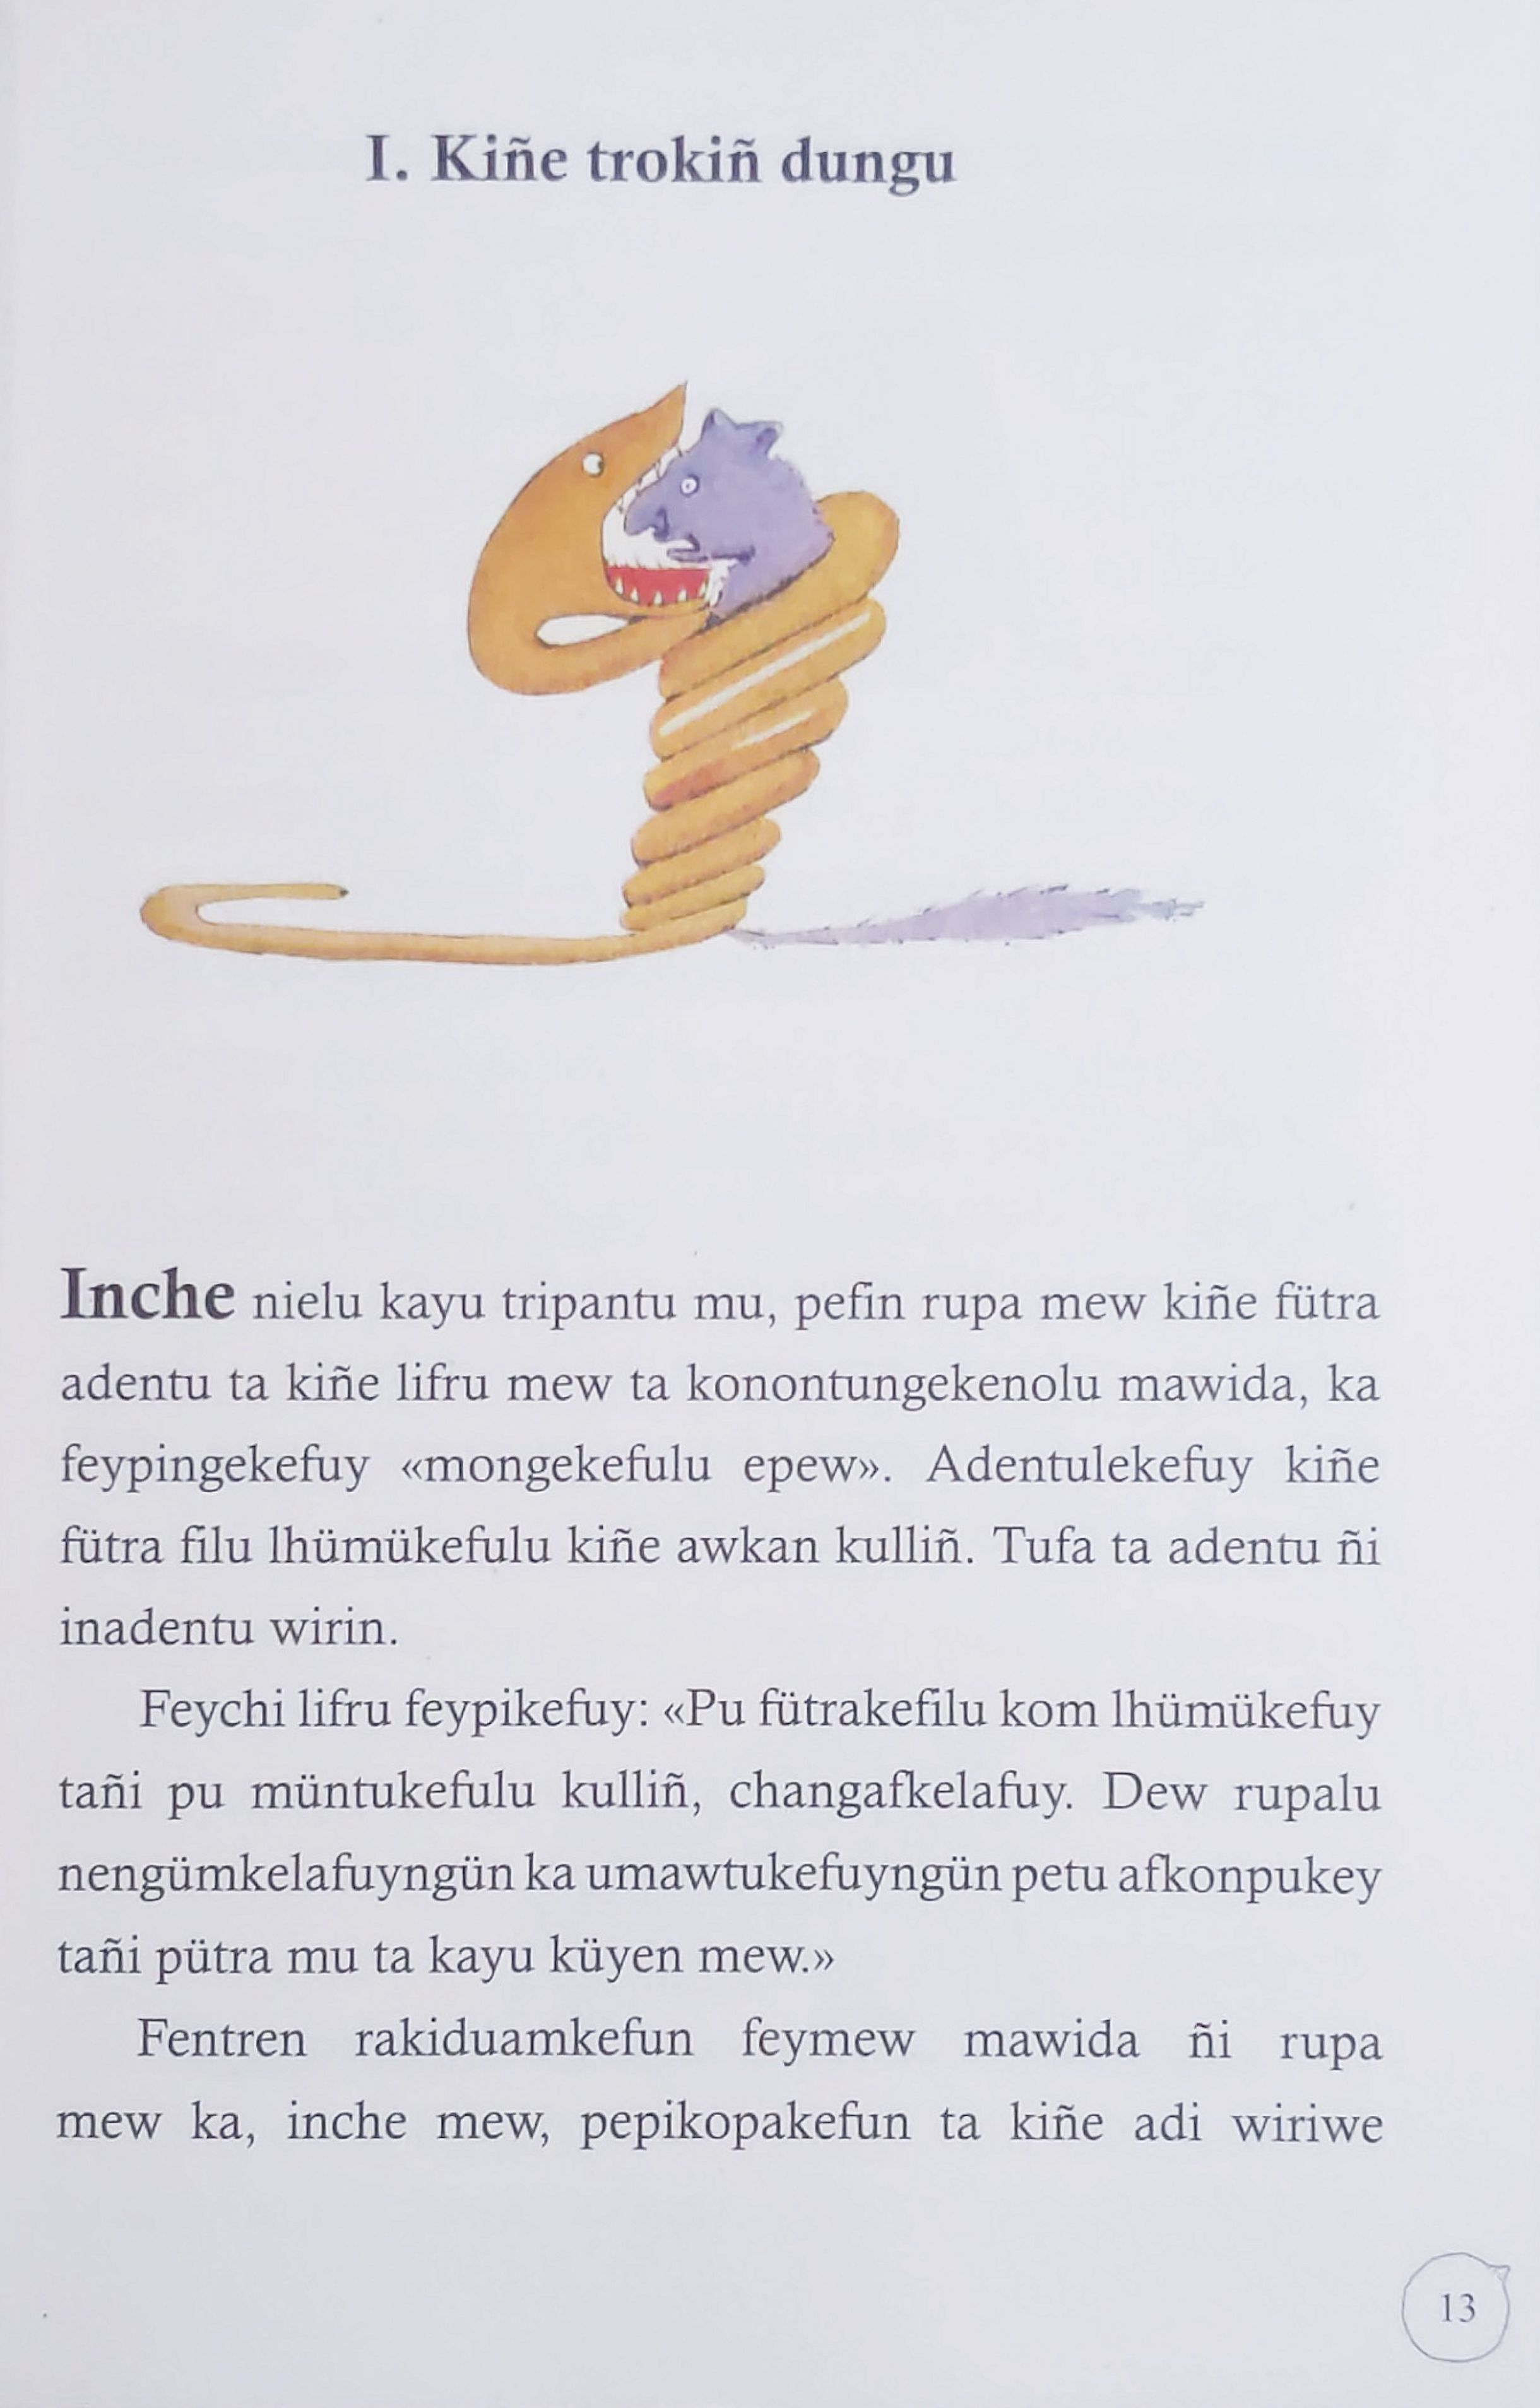 I. Kiñe trokiñ dungu
Inche nielu kayu tripantu mu, pefin rupa mew kiñe fütra
adentu ta kiñe lifru mew ta konontungekenolu mawida, ka
feypingekefuy «mongekefulu epew». Adentulekefuy kiñe
fütra filu lhümükefulu kiñe awkan kulliñ. Tufa ta adentu ñi
inadentu wirin.
Feychi lifru feypikefuy: «Pu fütrakefilu kom lhümükefuy
tañi pu müntukefulu kulliñ, changafkelafuy. Dew rupalu
nengümkelafuyngün ka umawtukefuyngün petu afkonpukey
tañi pütra mu ta kayu küyen mew.»
Fentren rakiduamkefun feymew mawida ñi rupa
mew ka, inche mew, pepikopakefun ta kiñe adi wiriwe
13